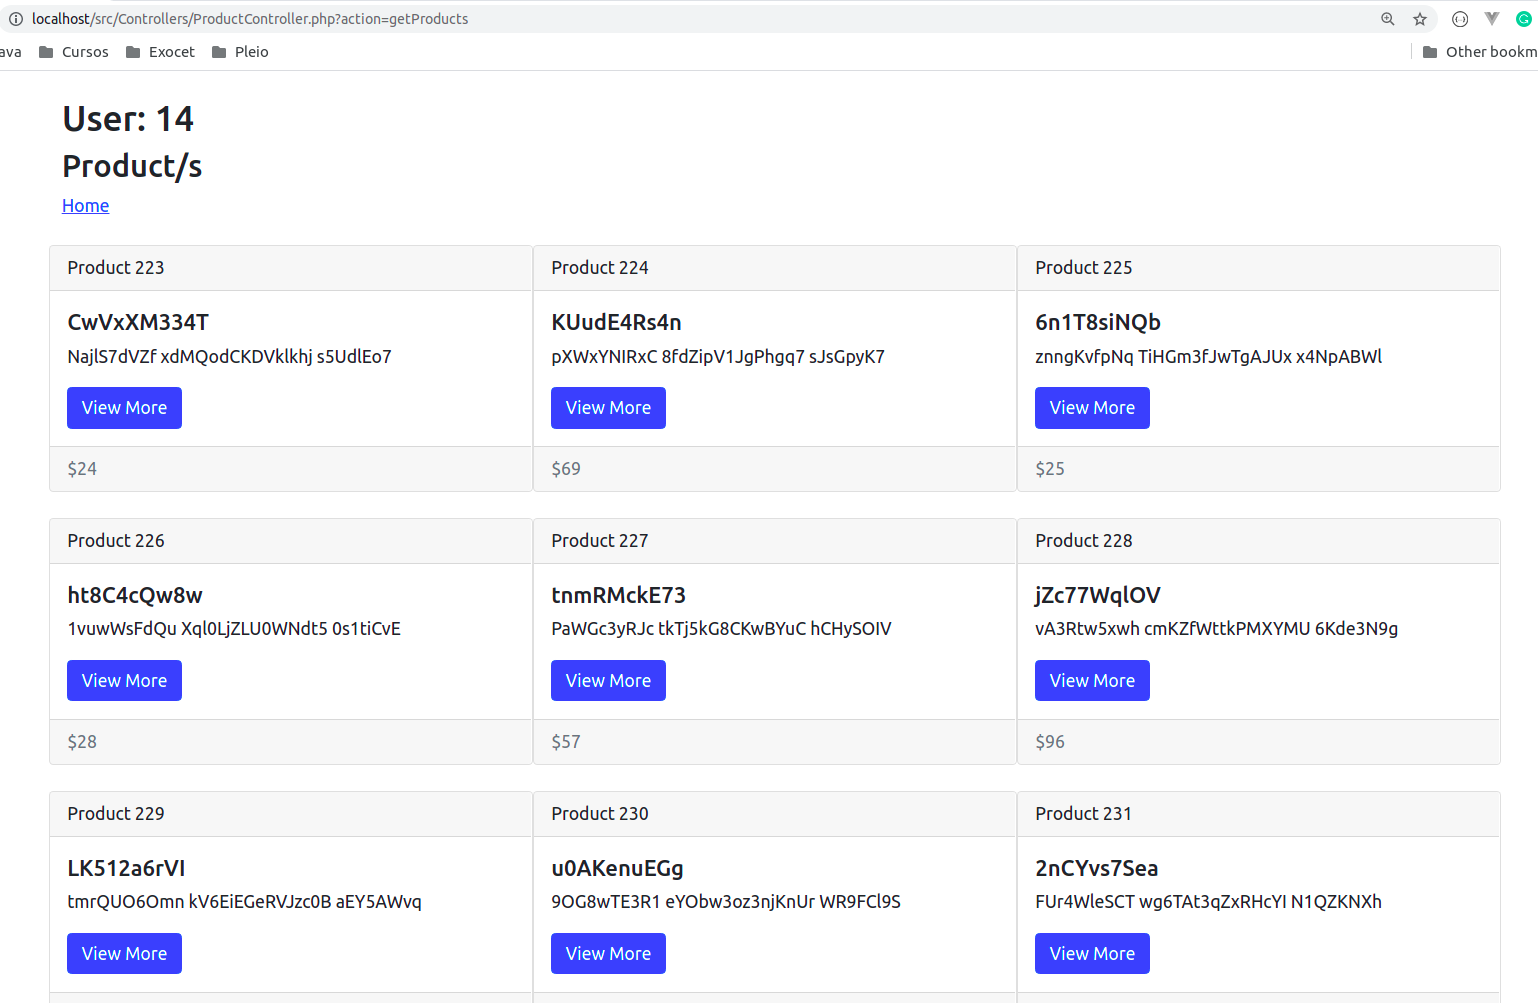 localhost/src/Controllers/ProductController.php?action=getProducts
ava Cursos Exocet Pleio Other bookm
User: 14
Product/s
Home
Product 223 Product 224 Product 225
CwVxXM334T KUudE4Rs4n 6n1T8siNQb
NajlS7dVZf xdMQodCKDVklkhj s5UdlEo7 pXWxYNIRxC 8fdZipV1JgPhgq7 sJsGpyK7 znngKvfpNq TiHGm3fJwTgAJUx x4NpABWl
View More View More View More
$24 $69 $25
Product 226 Product 227 Product 228
ht8C4cQw8w tnmRMckE73 jZc77WqlOV
1vuwWsFdQu Xql0LjZLU0WNdt5 0s1tiCvE PaWGc3yRJc tkTj5kG8CKwBYuC hCHySOIV vA3Rtw5xwh cmKZfWttkPMXYMU 6Kde3N9g
View More View More View More
$28 $57 $96
Product 229 Product 230 Product 231
LK512a6rVI u0AKenuEGg 2nCYvs7Sea
tmrQUO6Omn kV6EiEGeRVJzc0B aEY5AWvq 9OG8wTE3R1 eYObw3oz3njKnUr WR9FCl9S FUr4WleSCT wg6TAt3qZxRHcYI N1QZKNXh
View More View More View More